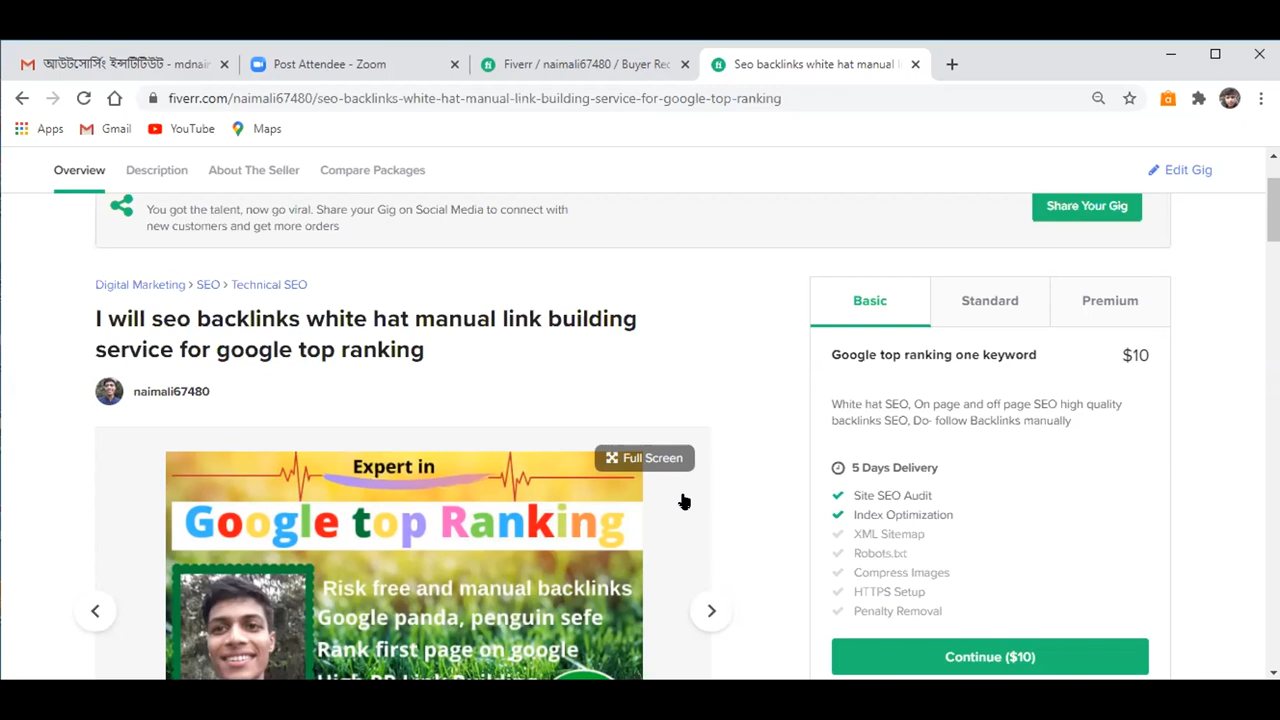 আউটসোর্সিং ইন্সটিটিউট - mdnain
Post Attendee - Zoom
Fiverr / naimali67480 / Buyer Rec
Seo backlinks white hat manual l
fiverr.com/naimali67480/seo-backlinks-white-hat-manual-link-building-service-for-google-top-ranking
Apps
Gmail
YouTube
Maps
Overview
Description
About The Seller
Compare Packages
Edit Gig
You got the talent, now go viral. Share your Gig on Social Media to connect with
new customers and get more orders
Share Your Gig
Digital Marketing > SEO > Technical SEO
I will seo backlinks white hat manual link building
service for google top ranking
naimali67480
Full Screen
Expert in
Google top Ranking
Risk free and manual backlinks
Google panda, penguin sefe
Rank first page on google
Basic
Standard
Premium
Google top ranking one keyword
$10
White hat SEO, On page and off page SEO high quality
backlinks SEO, Do- follow Backlinks manually
5 Days Delivery
Site SEO Audit
Index Optimization
XML Sitemap
Robots.txt
Compress Images
HTTPS Setup
Penalty Removal
Continue ($10)